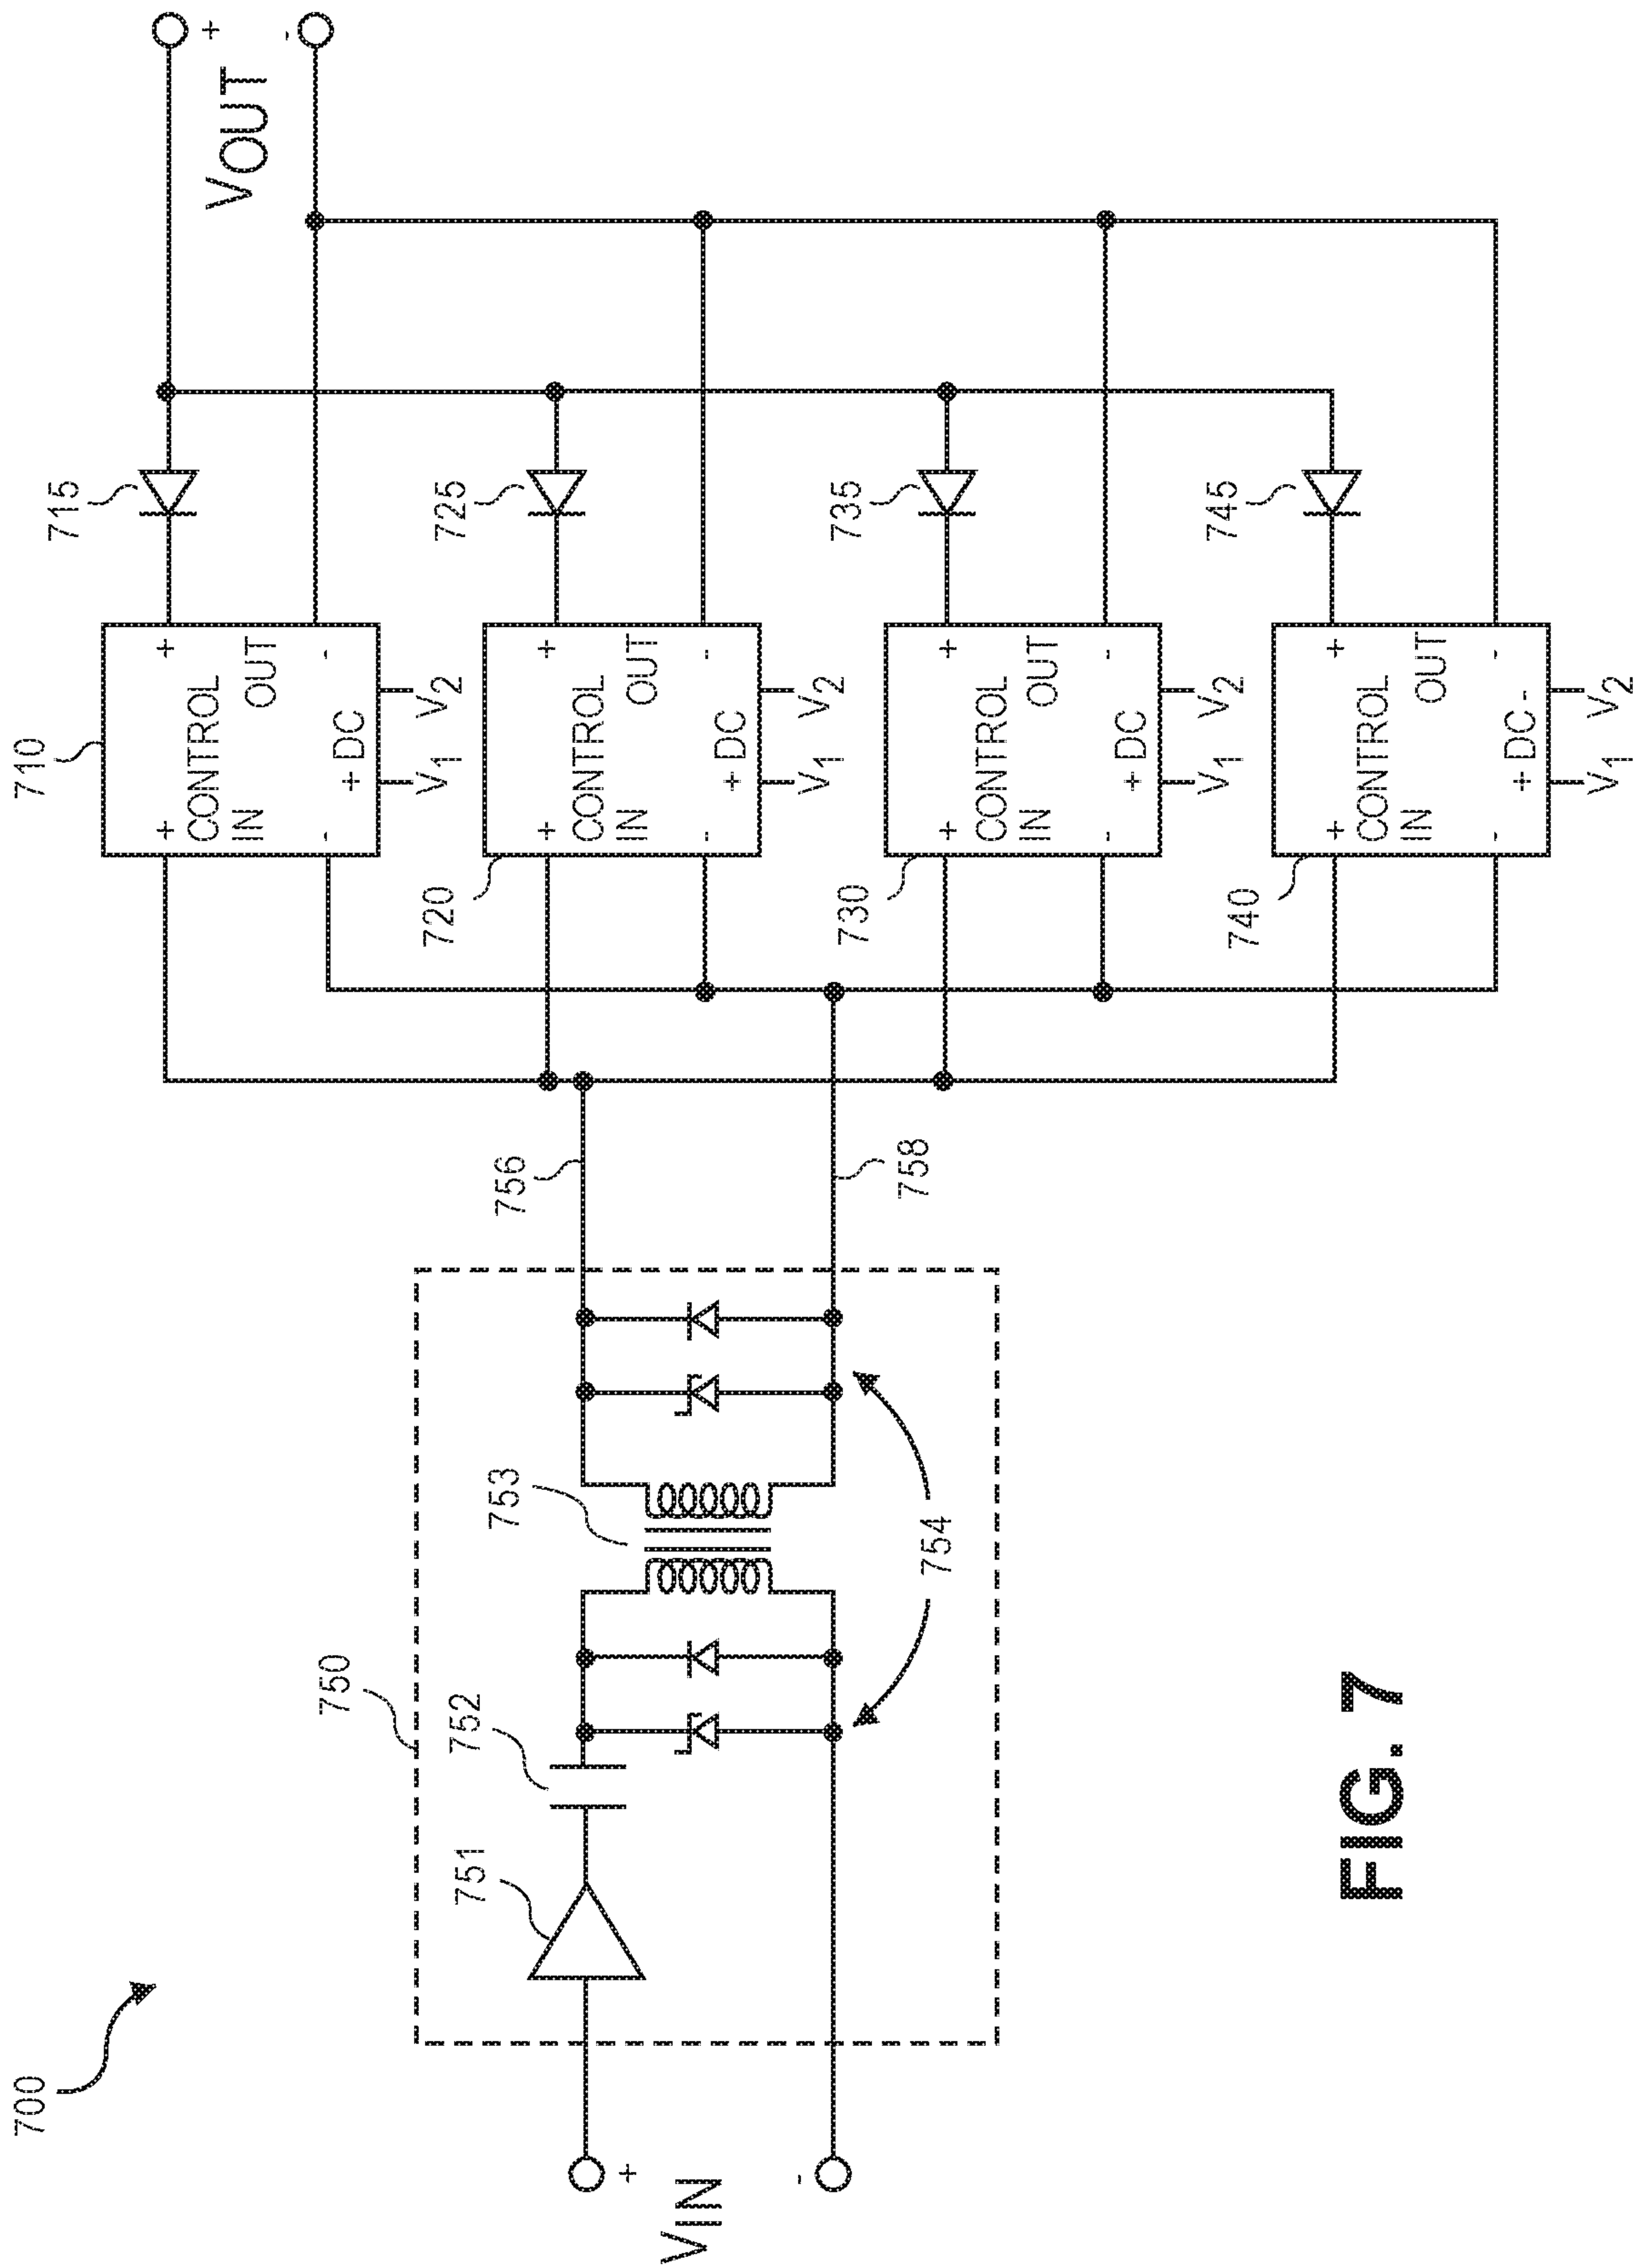 700
715
+
VOUT
-
710
+ +
CONTROL
IN OUT
- -
+ DC
V1 V2
725
720
+ +
CONTROL
IN OUT
- -
+ DC
V1 V2
735
730
+ +
CONTROL
IN OUT
- -
+ DC
V1 V2
745
740
+ +
CONTROL
IN OUT
- -
+ DC -
V1 V2
750
751
752
753
756
758
754
+
VIN
-
FIG. 7